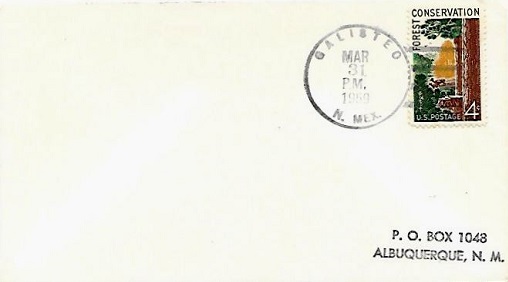 GALISTEO
MAR
31
P.M.
N. MEX.
FOREST
CONSERVATION
4¢
U.S. POSTAGE
P. O. BOX 1048
ALBUQUERQUE, N. M.